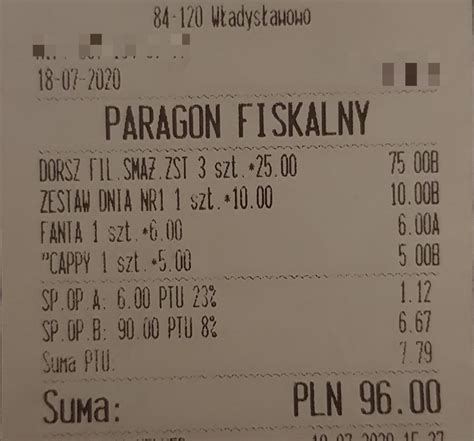 84-120 Władysławowo
18-07-2020
PARAGON FISKALNY
DORSZ FIL.SMAŻ.ZST 3 szt.*25.00 75 00B
ZESTAW DNIA NR1 1 szt.*10.00 10.00B
FANTA 1 szt.*6.00 6.00A
"CAPPY 1 szt.*5.00 5 00B
SP.OP A: 6.00 PTU 23% 1.12
SP.OP.B: 90.00 PTU 8% 6.67
Suma PTU: 7.79
Suma: PLN 96.00